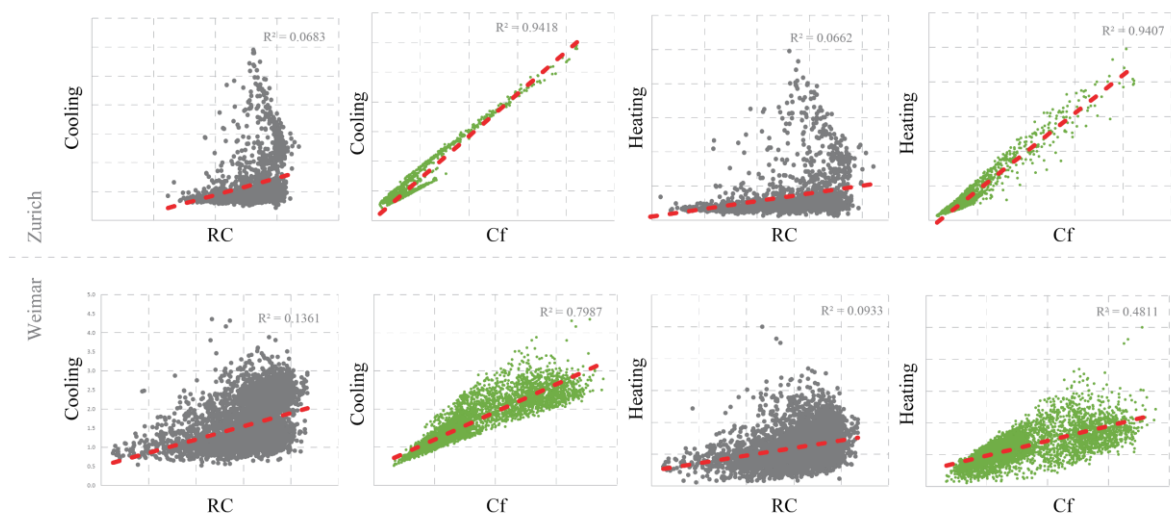 Zurich
Cooling
R² = 0.0683
RC
Cooling
R² = 0.9418
Cf
Heating
R² = 0.0662
RC
Heating
R² = 0.9407
Cf
Weimar
Cooling
5.0
4.5
4.0
3.5
3.0
2.5
2.0
1.5
1.0
0.5
0.0
R² = 0.1361
RC
Cooling
R² = 0.7987
Cf
Heating
R² = 0.0933
RC
Heating
R² = 0.4811
Cf